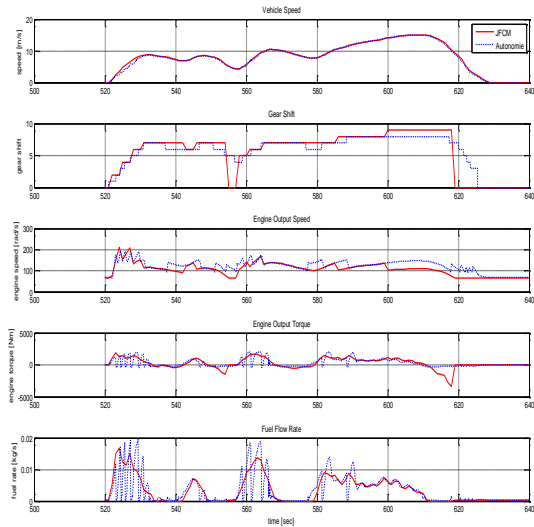 Vehicle Speed
speed [m/s]
20
10
0
JFCM
Autonomie
500 520 540 560 580 600 620 640
Gear Shift
gear shift
10
5
0
500 520 540 560 580 600 620 640
Engine Output Speed
engine speed [rad/s]
300
200
100
0
500 520 540 560 580 600 620 640
Engine Output Torque
engine torque [Nm]
5000
0
-5000
500 520 540 560 580 600 620 640
Fuel Flow Rate
fuel rate [kg/s]
0.02
0.01
0
500 520 540 560 580 600 620 640
time [sec]